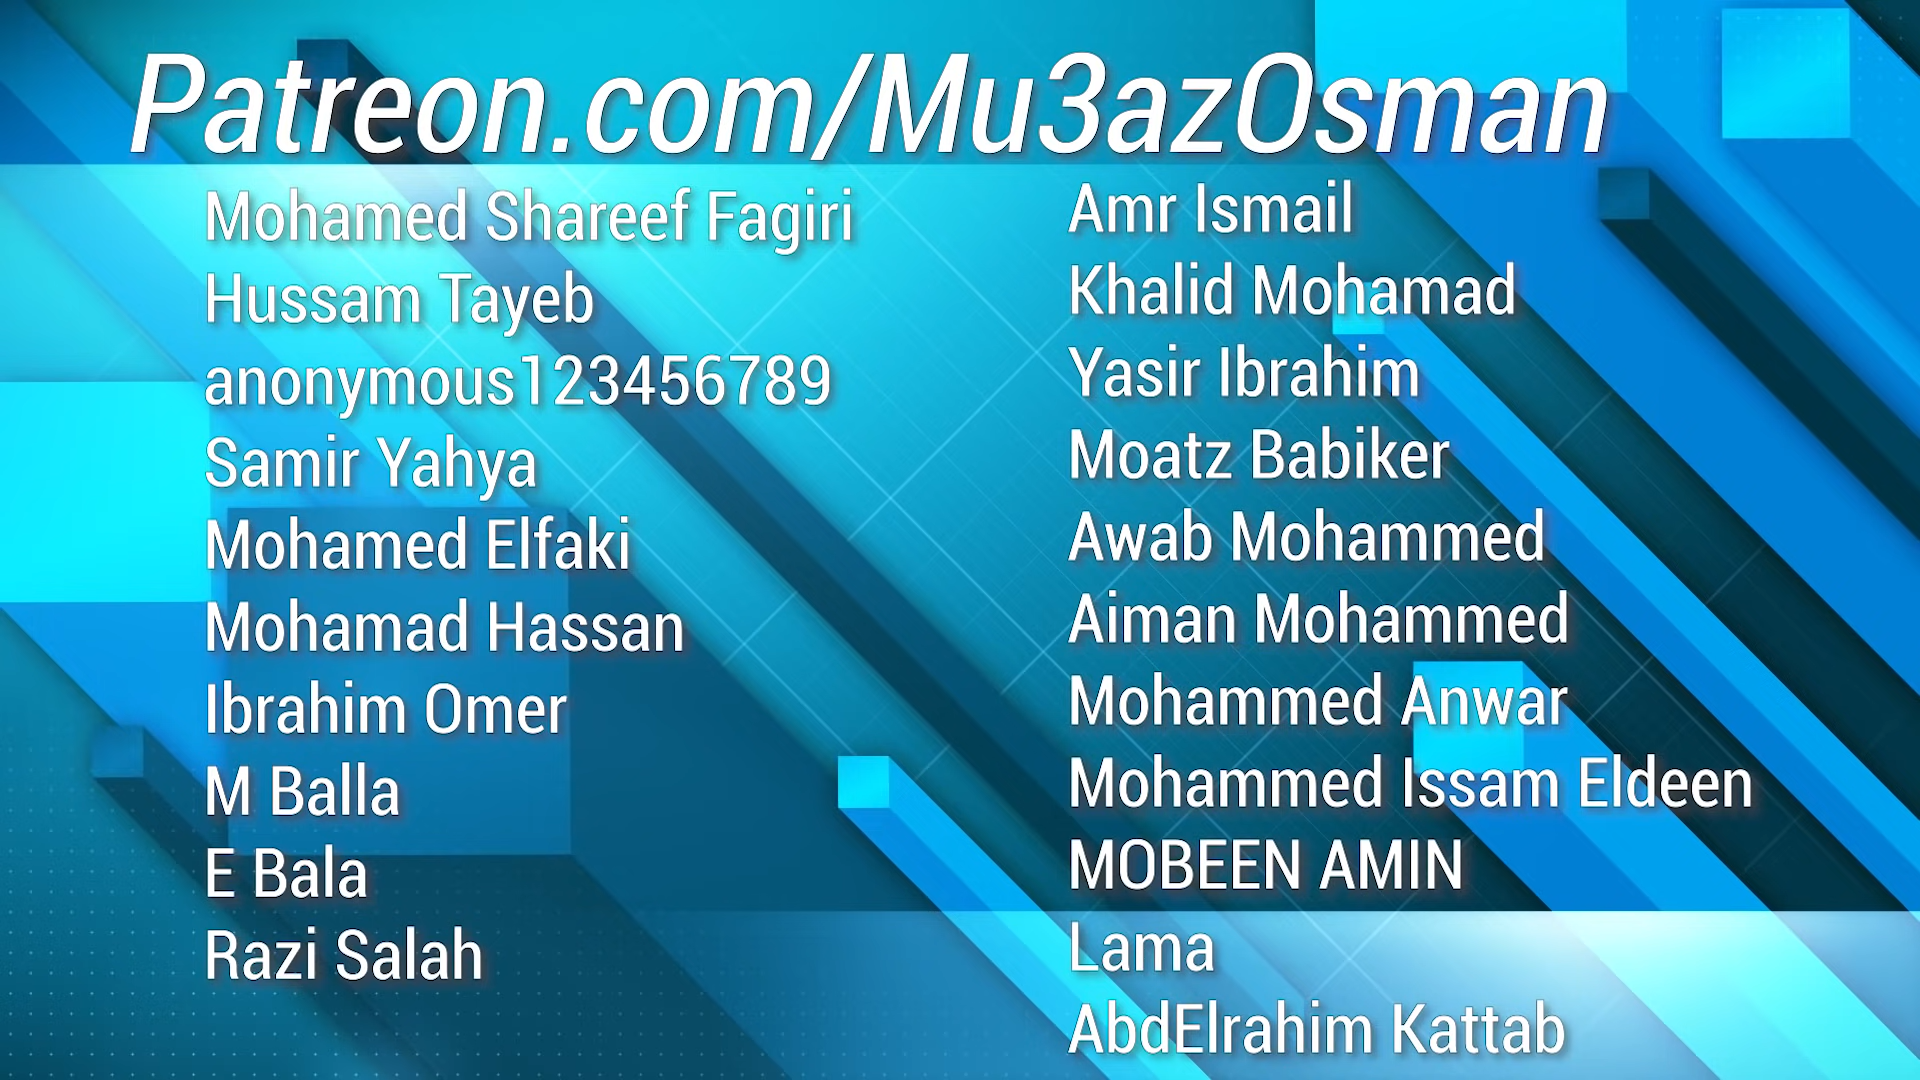 Patreon.com/Mu3azOsman
Mohamed Shareef Fagiri
Hussam Tayeb
anonymous123456789
Samir Yahya
Mohamed Elfaki
Mohamad Hassan
Ibrahim Omer
M Balla
E Bala
Razi Salah
Amr Ismail
Khalid Mohamad
Yasir Ibrahim
Moatz Babiker
Awab Mohammed
Aiman Mohammed
Mohammed Anwar
Mohammed Issam Eldeen
MOBEEN AMIN
Lama
AbdElrahim Kattab